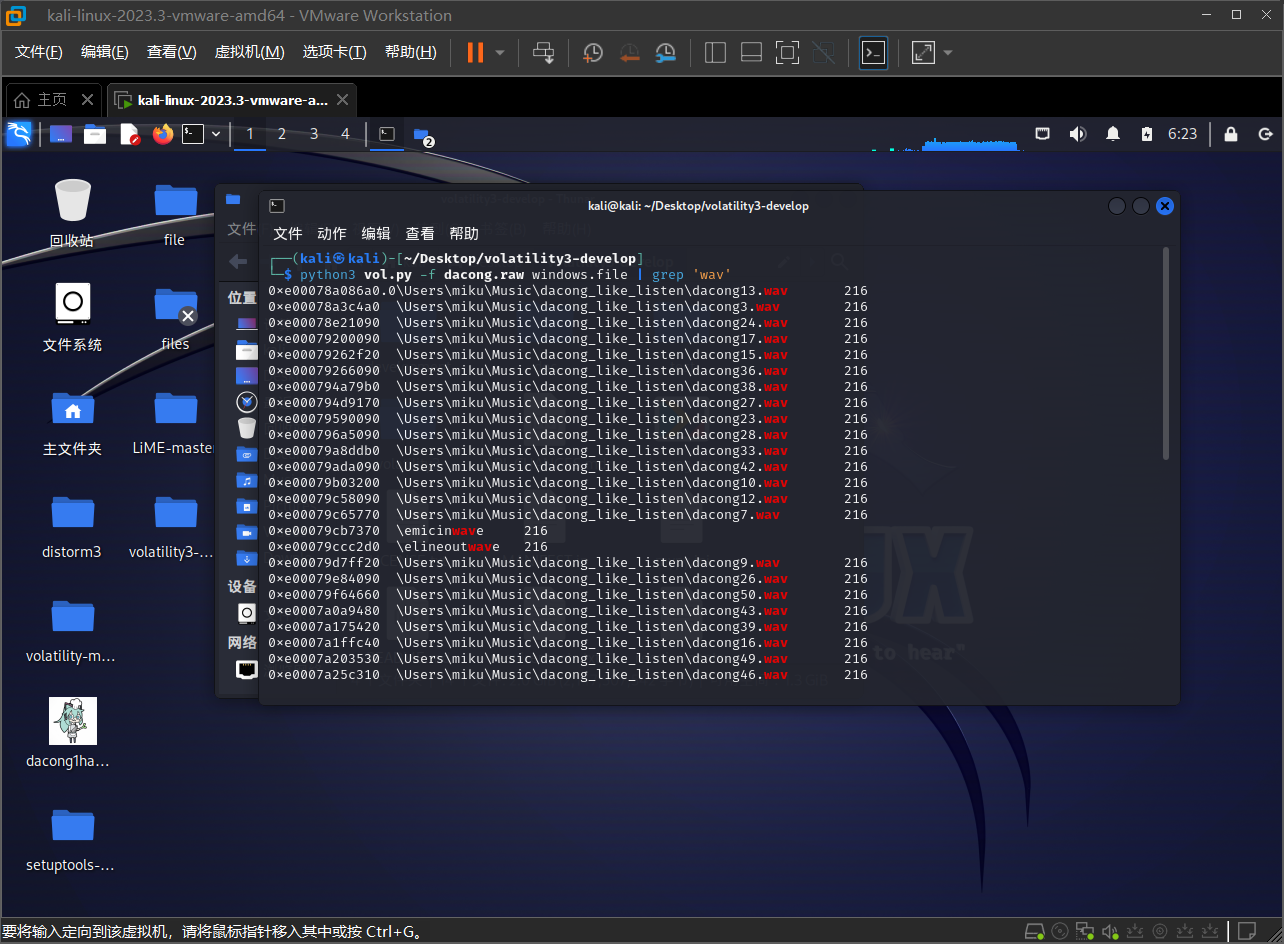 kali-linux-2023.3-vmware-amd64 - VMware Workstation
文件(F) 编辑(E) 查看(V) 虚拟机(M) 选项卡(T) 帮助(H)
主页 kali-linux-2023.3-vmware-a...
1 2 3 4 2 6:23
回收站
file
文件系统
files
主文件夹
LiME-maste
distorm3
volatility3-...
volatility-m...
dacong1ha...
setuptools-...
文件
位置
设备
网络
kali@kali: ~/Desktop/volatility3-develop
文件 动作 编辑 查看 帮助
┌──(kali㉿kali)-[~/Desktop/volatility3-develop]
└─$ python3 vol.py -f dacong.raw windows.file | grep 'wav'
0×e00078a086a0.0\Users\miku\Music\dacong_like_listen\dacong13.wav 216
0×e00078a3c4a0 \Users\miku\Music\dacong_like_listen\dacong3.wav 216
0×e00078e21090 \Users\miku\Music\dacong_like_listen\dacong24.wav 216
0×e00079200090 \Users\miku\Music\dacong_like_listen\dacong17.wav 216
0×e00079262f20 \Users\miku\Music\dacong_like_listen\dacong15.wav 216
0×e00079266090 \Users\miku\Music\dacong_like_listen\dacong36.wav 216
0×e000794a79b0 \Users\miku\Music\dacong_like_listen\dacong38.wav 216
0×e000794d9170 \Users\miku\Music\dacong_like_listen\dacong27.wav 216
0×e00079590090 \Users\miku\Music\dacong_like_listen\dacong23.wav 216
0×e000796a5090 \Users\miku\Music\dacong_like_listen\dacong28.wav 216
0×e00079a8ddb0 \Users\miku\Music\dacong_like_listen\dacong33.wav 216
0×e00079ada090 \Users\miku\Music\dacong_like_listen\dacong42.wav 216
0×e00079b03200 \Users\miku\Music\dacong_like_listen\dacong10.wav 216
0×e00079c58090 \Users\miku\Music\dacong_like_listen\dacong12.wav 216
0×e00079c65770 \Users\miku\Music\dacong_like_listen\dacong7.wav 216
0×e00079cb7370 \emicinwave 216
0×e00079ccc2d0 \elineoutwave 216
0×e00079d7ff20 \Users\miku\Music\dacong_like_listen\dacong9.wav 216
0×e00079e84090 \Users\miku\Music\dacong_like_listen\dacong26.wav 216
0×e00079f64660 \Users\miku\Music\dacong_like_listen\dacong50.wav 216
0×e0007a0a9480 \Users\miku\Music\dacong_like_listen\dacong43.wav 216
0×e0007a175420 \Users\miku\Music\dacong_like_listen\dacong39.wav 216
0×e0007a1ffc40 \Users\miku\Music\dacong_like_listen\dacong16.wav 216
0×e0007a203530 \Users\miku\Music\dacong_like_listen\dacong49.wav 216
0×e0007a25c310 \Users\miku\Music\dacong_like_listen\dacong46.wav 216
to hear"
要将输入定向到该虚拟机，请将鼠标指针移入其中或按 Ctrl+G。